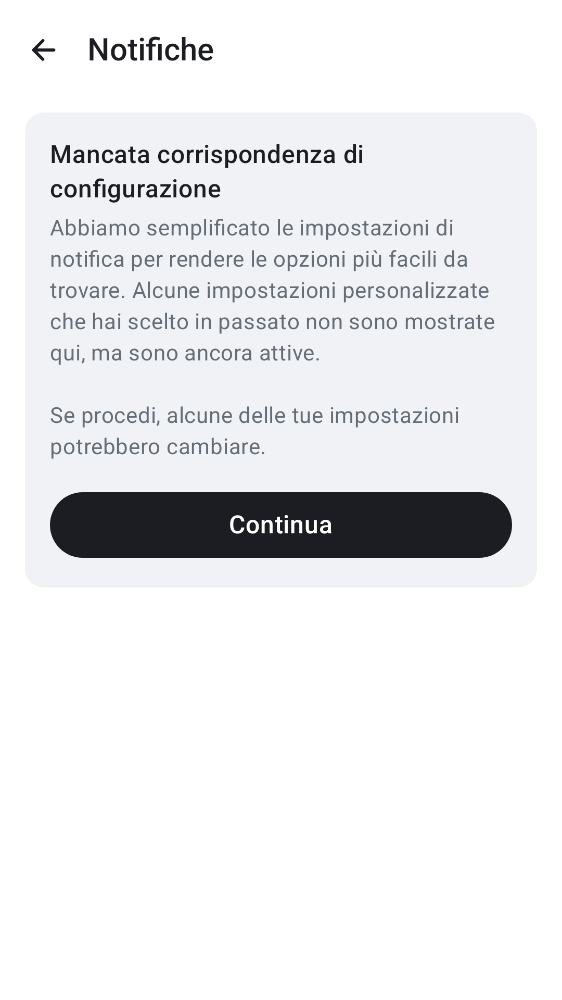 Notifiche
Mancata corrispondenza di
configurazione
Abbiamo semplificato le impostazioni di
notifica per rendere le opzioni più facili da
trovare. Alcune impostazioni personalizzate
che hai scelto in passato non sono mostrate
qui, ma sono ancora attive.
Se procedi, alcune delle tue impostazioni
potrebbero cambiare.
Continua